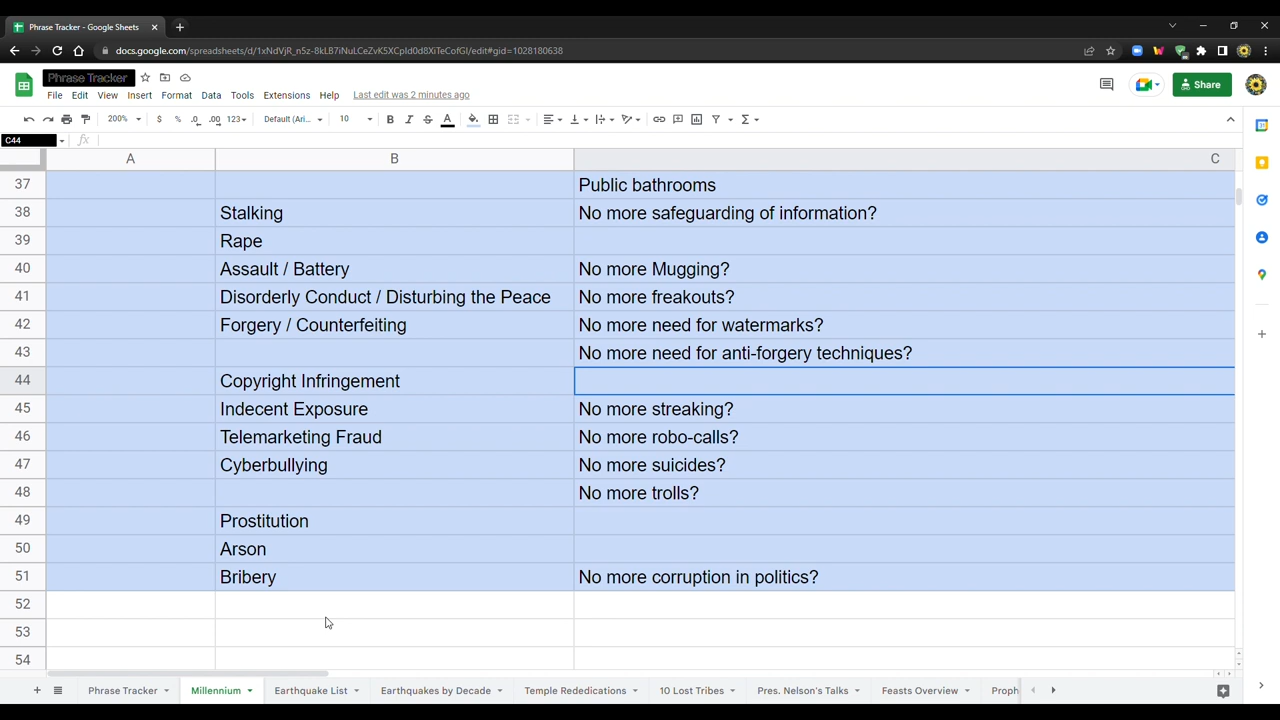 Phrase Tracker - Google Sheets
docs.google.com/spreadsheets/d/1xNdVjR_n5z-8kLB7iNuLCeZvK5XCpId0d8XiTeCofGI/edit#gid=1028180638
Phrase Tracker
File Edit View Insert Format Data Tools Extensions Help Last edit was 2 minutes ago
Share
200% $ % .0 .00 123 Default (Ari... 10 B I S A
C44 fx
A B C
37 Public bathrooms
38 Stalking No more safeguarding of information?
39 Rape
40 Assault / Battery No more Mugging?
41 Disorderly Conduct / Disturbing the Peace No more freakouts?
42 Forgery / Counterfeiting No more need for watermarks?
43 No more need for anti-forgery techniques?
44 Copyright Infringement
45 Indecent Exposure No more streaking?
46 Telemarketing Fraud No more robo-calls?
47 Cyberbullying No more suicides?
48 No more trolls?
49 Prostitution
50 Arson
51 Bribery No more corruption in politics?
52
53
54
Phrase Tracker Millennium Earthquake List Earthquakes by Decade Temple Rededications 10 Lost Tribes Pres. Nelson's Talks Feasts Overview Proph